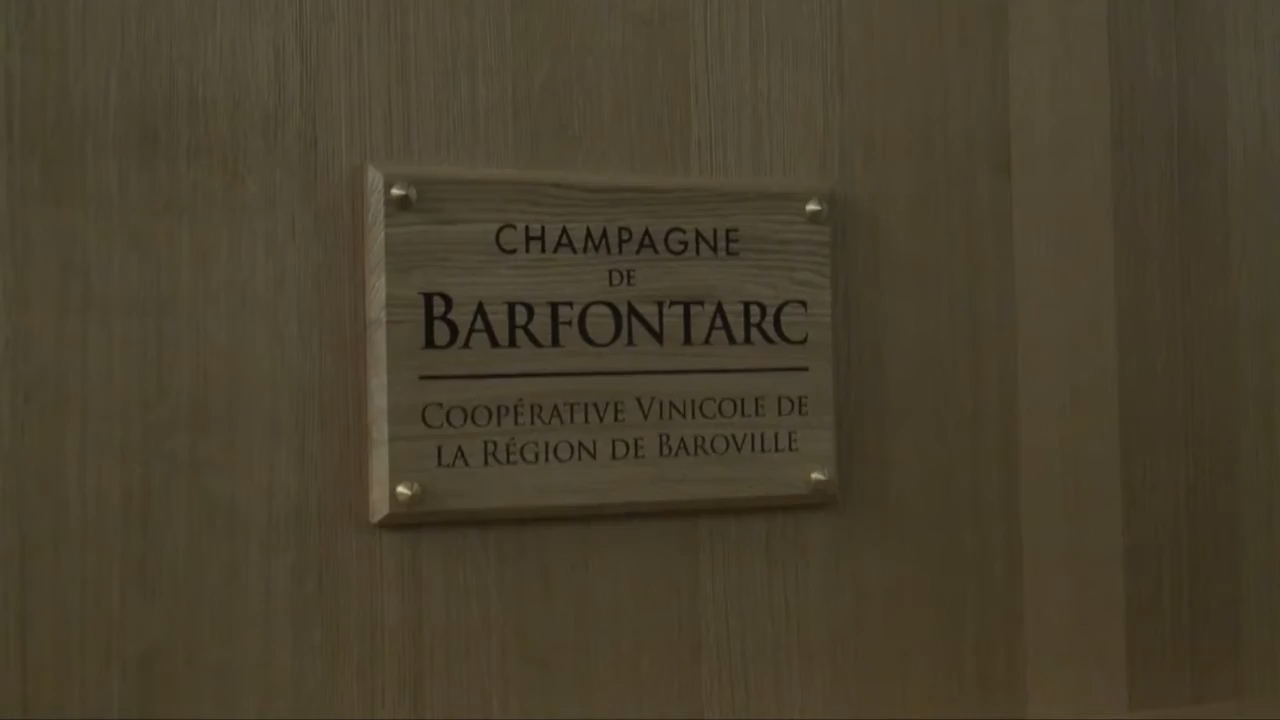 CHAMPAGNE
DE
BARFONTARC
COOPÉRATIVE VINICOLE DE
LA RÉGION DE BAROVILLE